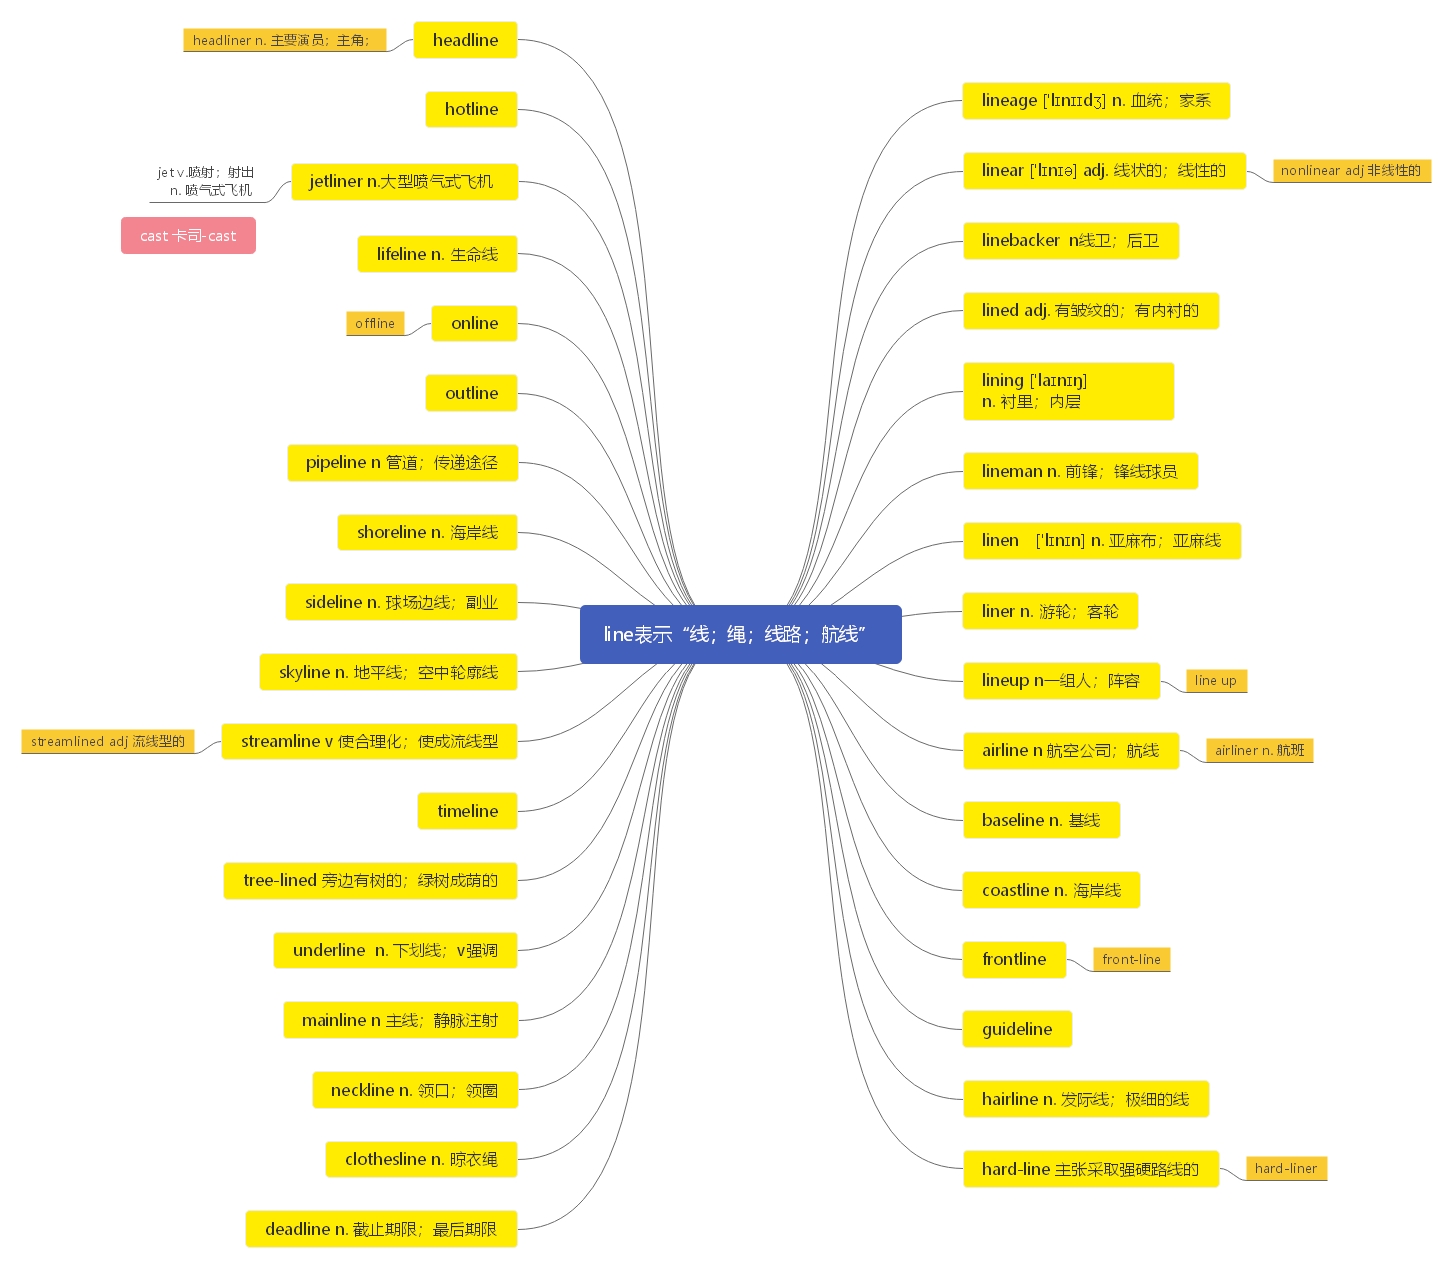 line表示“线；绳；线路；航线”
lineage ['lɪnɪɪdʒ] n. 血统；家系
linear ['lɪnɪə] adj. 线状的；线性的
nonlinear adj 非线性的
linebacker  n线卫；后卫
lined adj. 有皱纹的；有内衬的
lining ['laɪnɪŋ]
n. 衬里；内层
lineman n. 前锋；锋线球员
linen   ['lɪnɪn] n. 亚麻布；亚麻线
liner n. 游轮；客轮
lineup n一组人；阵容
line up
airline n 航空公司；航线
airliner n. 航班
baseline n. 基线
coastline n. 海岸线
frontline
front-line
guideline
hairline n. 发际线；极细的线
hard-line 主张采取强硬路线的
hard-liner
headline
headliner n. 主要演员；主角；
hotline
jetliner n.大型喷气式飞机
jet v.喷射；射出
n. 喷气式飞机
cast 卡司-cast
lifeline n. 生命线
online
offline
outline
pipeline n 管道；传递途径
shoreline n. 海岸线
sideline n. 球场边线；副业
skyline n. 地平线；空中轮廓线
streamline v 使合理化；使成流线型
streamlined adj 流线型的
timeline
tree-lined 旁边有树的；绿树成荫的
underline  n. 下划线；v强调
mainline n 主线；静脉注射
neckline n. 领口；领圈
clothesline n. 晾衣绳
deadline n. 截止期限；最后期限